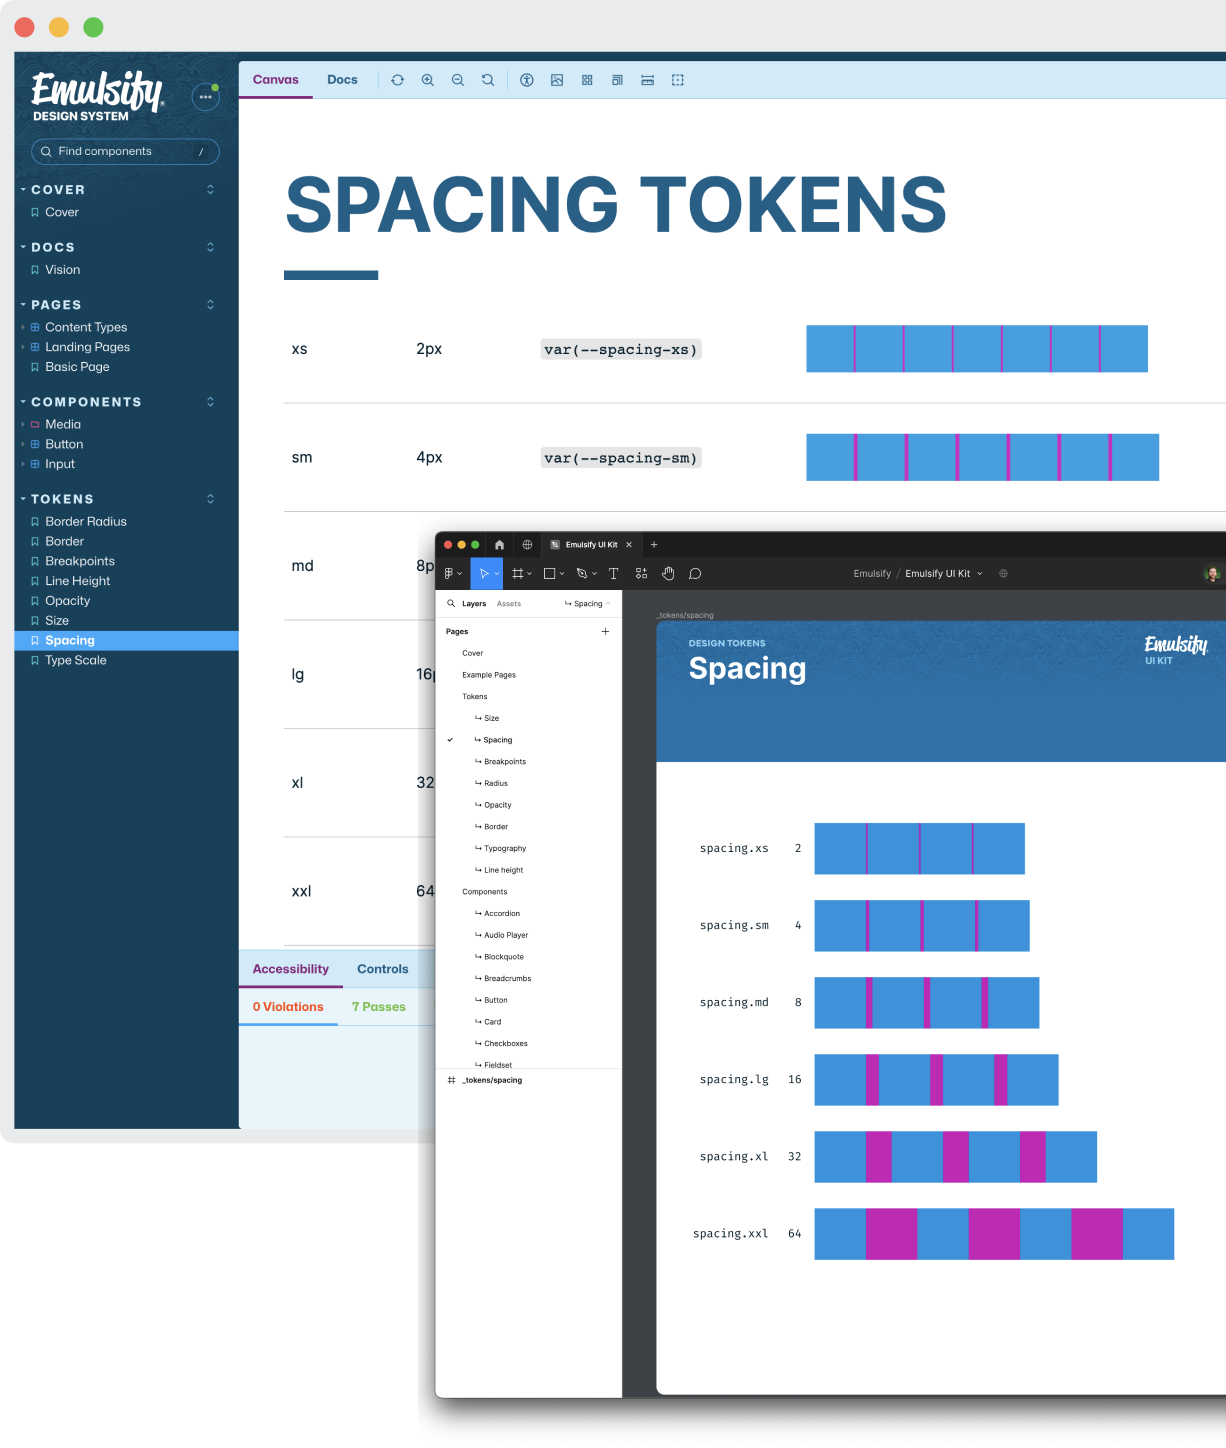 Emulsify®
DESIGN SYSTEM
Find components /
COVER
Cover
DOCS
Vision
PAGES
Content Types
Landing Pages
Basic Page
COMPONENTS
Media
Button
Input
TOKENS
Border Radius
Border
Breakpoints
Line Height
Opacity
Size
Spacing
Type Scale
Canvas Docs
SPACING TOKENS
xs 2px var(--spacing-xs)
sm 4px var(--spacing-sm)
md 8p
lg 16p
xl 32
xxl 64
Accessibility Controls
0 Violations 7 Passes
Emulsify UI Kit
Emulsify / Emulsify UI Kit
Layers Assets Spacing
Pages
Cover
Example Pages
Tokens
Size
Spacing
Breakpoints
Radius
Opacity
Border
Typography
Line height
Components
Accordion
Audio Player
Blockquote
Breadcrumbs
Button
Card
Checkboxes
Fieldset
_tokens/spacing
_tokens/spacing
DESIGN TOKENS
Spacing
Emulsify
UI KIT
spacing.xs 2
spacing.sm 4
spacing.md 8
spacing.lg 16
spacing.xl 32
spacing.xxl 64